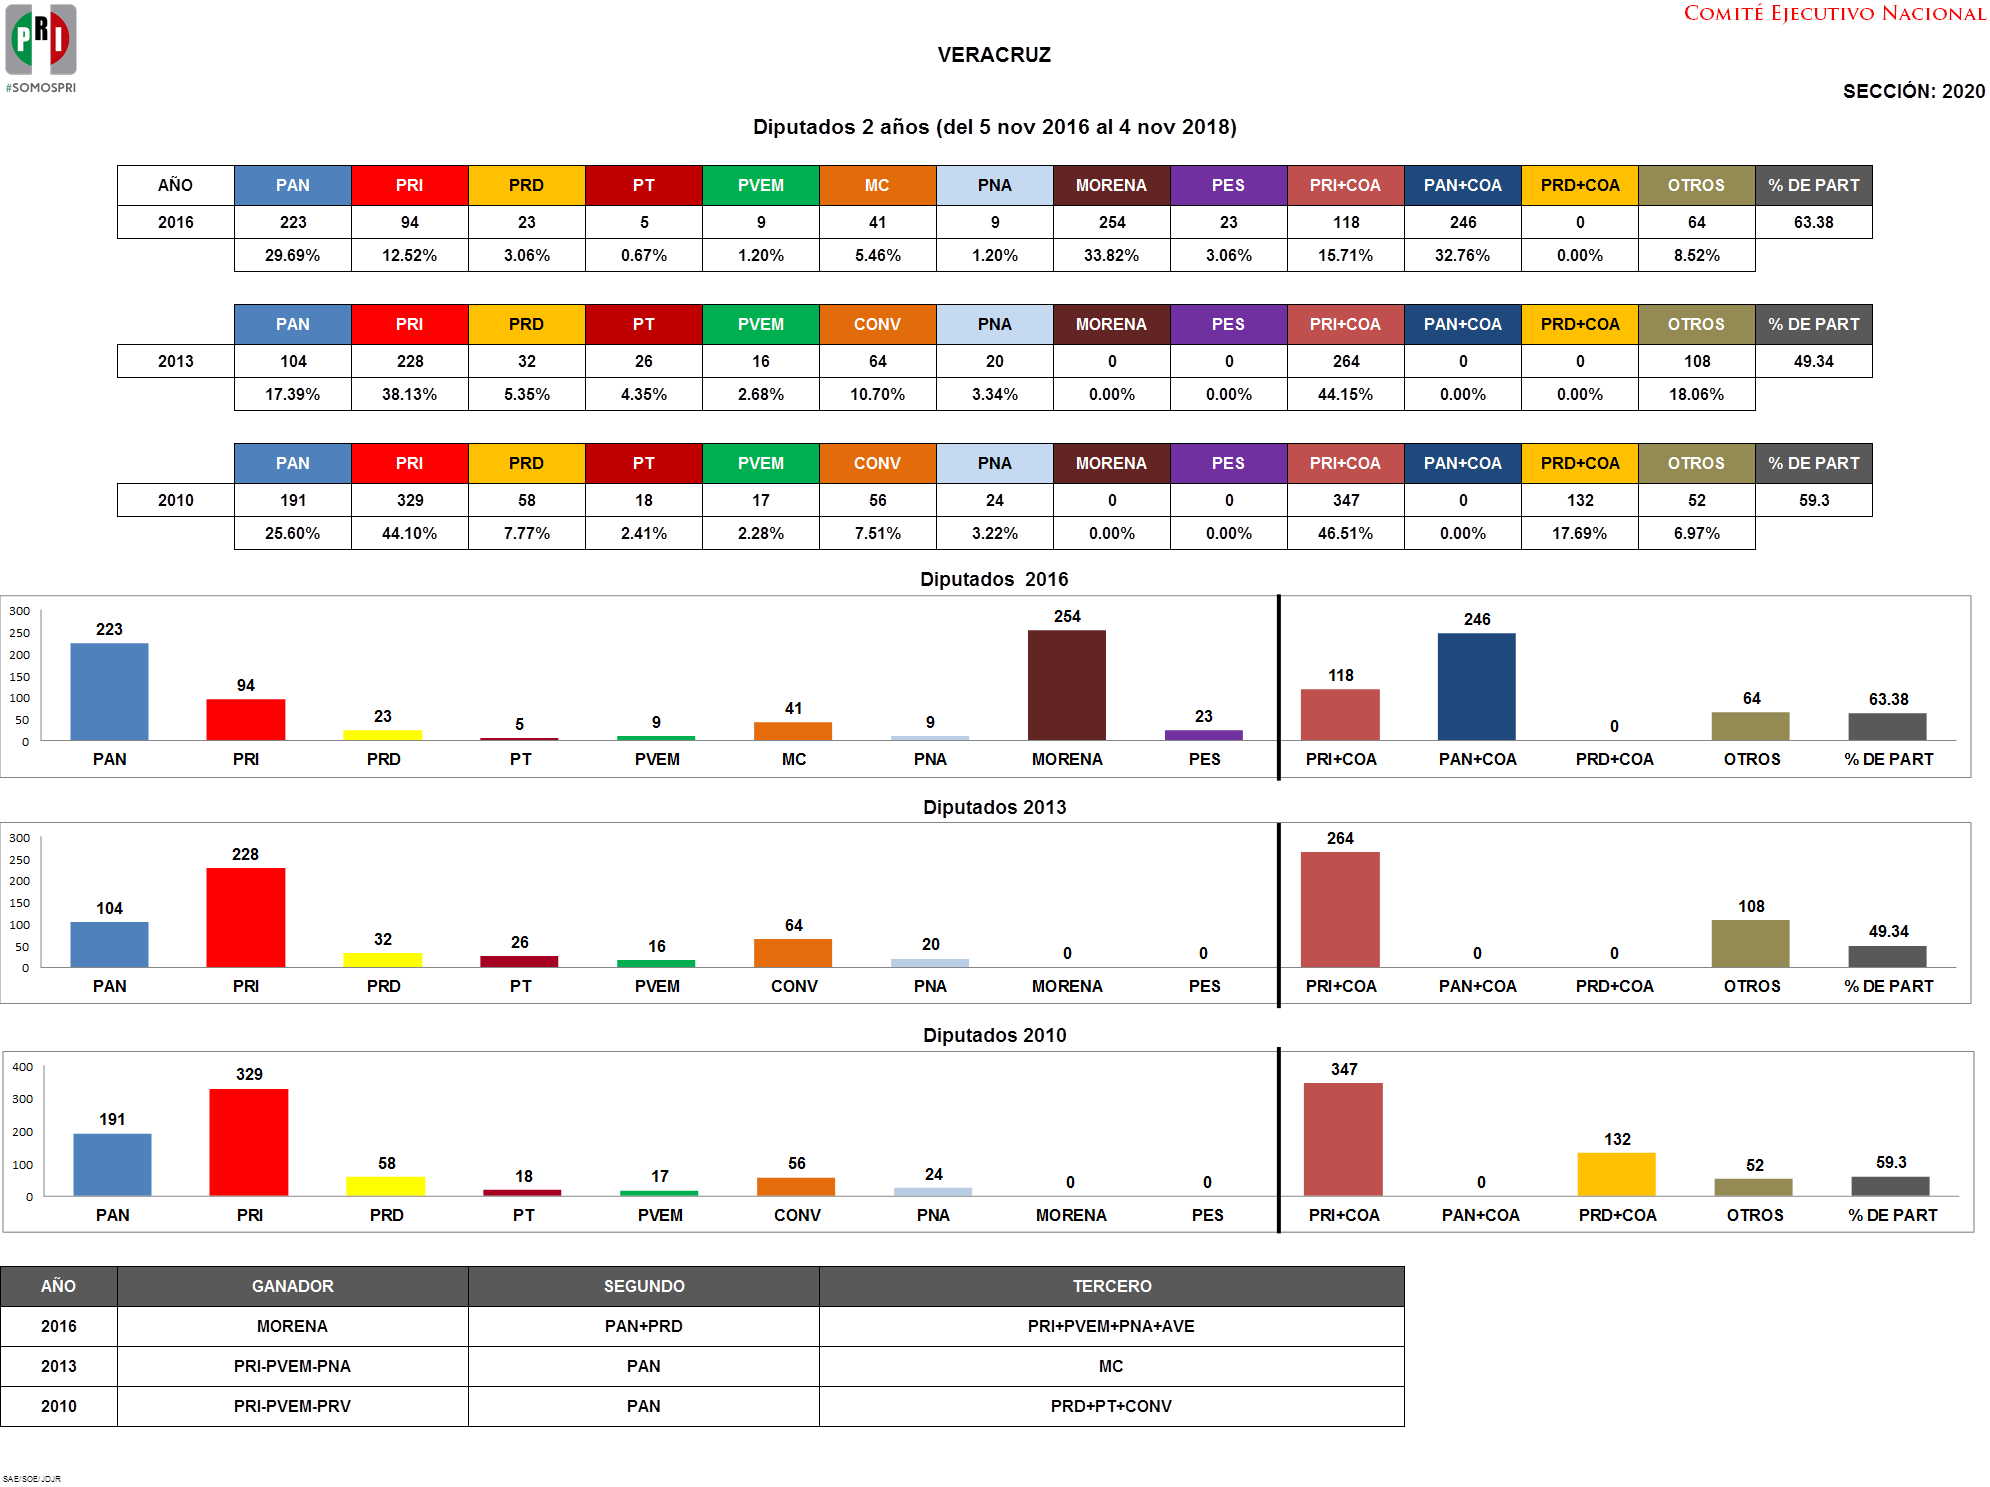 PRI
#SOMOSPRI
COMITÉ EJECUTIVO NACIONAL
VERACRUZ
SECCIÓN: 2020
Diputados 2 años (del 5 nov 2016 al 4 nov 2018)
AÑO PAN PRI PRD PT PVEM MC PNA MORENA PES PRI+COA PAN+COA PRD+COA OTROS % DE PART
2016 223 94 23 5 9 41 9 254 23 118 246 0 64 63.38
29.69% 12.52% 3.06% 0.67% 1.20% 5.46% 1.20% 33.82% 3.06% 15.71% 32.76% 0.00% 8.52%
PAN PRI PRD PT PVEM CONV PNA MORENA PES PRI+COA PAN+COA PRD+COA OTROS % DE PART
2013 104 228 32 26 16 64 20 0 0 264 0 0 108 49.34
17.39% 38.13% 5.35% 4.35% 2.68% 10.70% 3.34% 0.00% 0.00% 44.15% 0.00% 0.00% 18.06%
PAN PRI PRD PT PVEM CONV PNA MORENA PES PRI+COA PAN+COA PRD+COA OTROS % DE PART
2010 191 329 58 18 17 56 24 0 0 347 0 132 52 59.3
25.60% 44.10% 7.77% 2.41% 2.28% 7.51% 3.22% 0.00% 0.00% 46.51% 0.00% 17.69% 6.97%
Diputados 2016
300
250
200
150
100
50
0
223 94 23 5 9 41 9 254 23 118 246 0 64 63.38
PAN PRI PRD PT PVEM MC PNA MORENA PES PRI+COA PAN+COA PRD+COA OTROS % DE PART
Diputados 2013
300
250
200
150
100
50
0
104 228 32 26 16 64 20 0 0 264 0 0 108 49.34
PAN PRI PRD PT PVEM CONV PNA MORENA PES PRI+COA PAN+COA PRD+COA OTROS % DE PART
Diputados 2010
400
300
200
100
0
191 329 58 18 17 56 24 0 0 347 0 132 52 59.3
PAN PRI PRD PT PVEM CONV PNA MORENA PES PRI+COA PAN+COA PRD+COA OTROS % DE PART
AÑO GANADOR SEGUNDO TERCERO
2016 MORENA PAN+PRD PRI+PVEM+PNA+AVE
2013 PRI-PVEM-PNA PAN MC
2010 PRI-PVEM-PRV PAN PRD+PT+CONV
SAE/SOE/JDJR